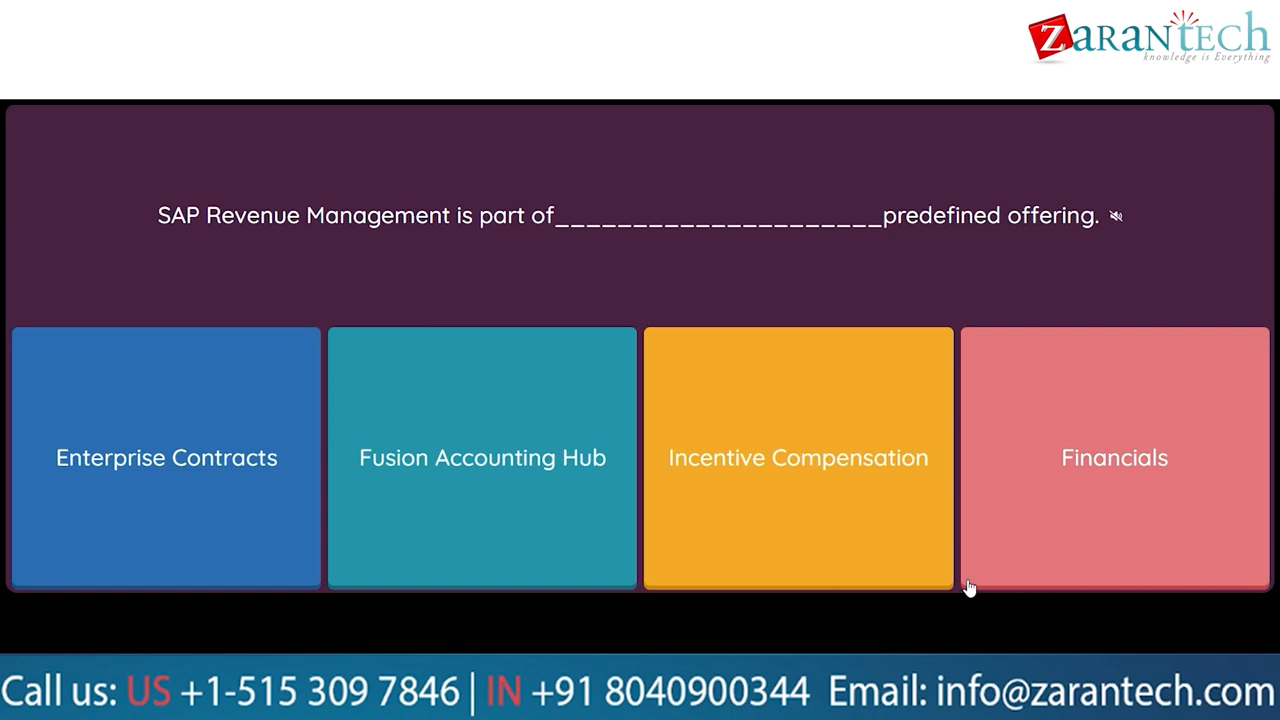 ZARANTECH
knowledge is Everything
SAP Revenue Management is part of_____________________predefined offering.
Enterprise Contracts
Fusion Accounting Hub
Incentive Compensation
Financials
Call us: US +1-515 309 7846 | IN +91 8040900344 Email: info@zarantech.com